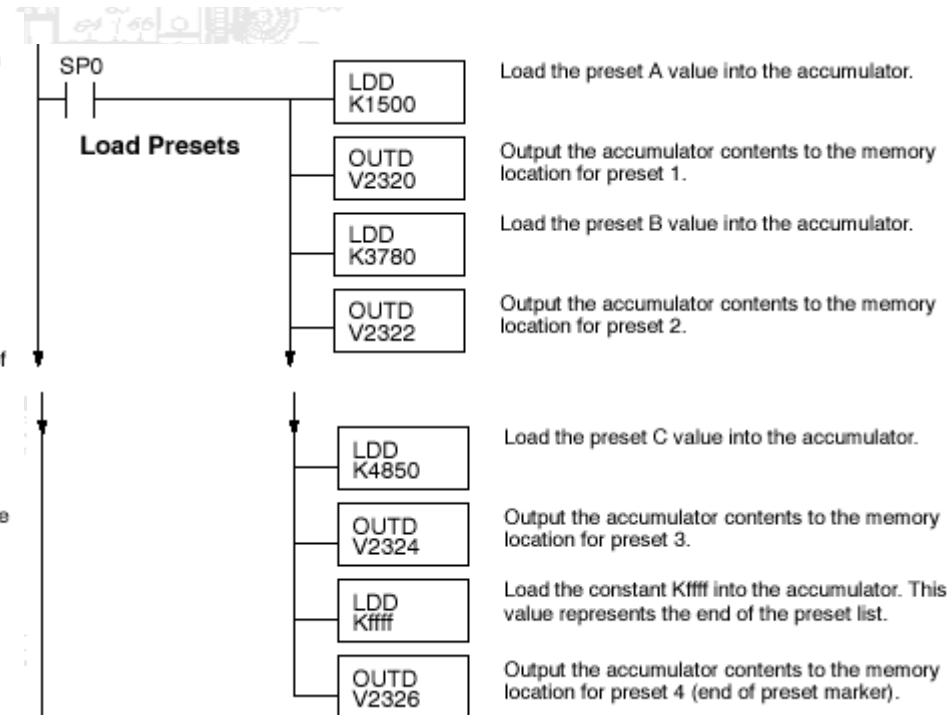 SP0
Load Presets
LDD
K1500
Load the preset A value into the accumulator.
OUTD
V2320
Output the accumulator contents to the memory
location for preset 1.
LDD
K3780
Load the preset B value into the accumulator.
OUTD
V2322
Output the accumulator contents to the memory
location for preset 2.
f
LDD
K4850
Load the preset C value into the accumulator.
e
OUTD
V2324
Output the accumulator contents to the memory
location for preset 3.
LDD
Kffff
Load the constant Kffff into the accumulator. This
value represents the end of the preset list.
OUTD
V2326
Output the accumulator contents to the memory
location for preset 4 (end of preset marker).